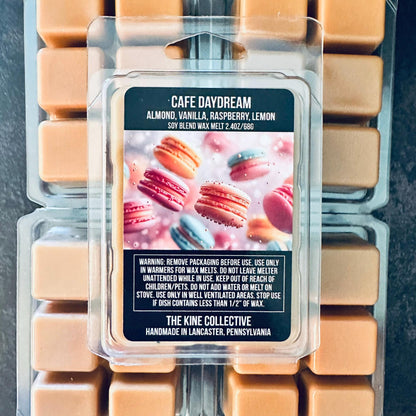 CAFE DAYDREAM
ALMOND, VANILLA, RASPBERRY, LEMON
SOY BLEND WAX MELT 2.4OZ/68G
WARNING: REMOVE PACKAGING BEFORE USE. USE ONLY
IN WARMERS FOR WAX MELTS. DO NOT LEAVE MELTER
UNATTENDED WHILE IN USE. KEEP OUT OF REACH OF
CHILDREN/PETS. DO NOT ADD WATER OR MELT ON
STOVE. USE ONLY IN WELL VENTILATED AREAS. STOP USE
IF DISH CONTAINS LESS THAN 1/2" OF WAX.
THE KINE COLLECTIVE
HANDMADE IN LANCASTER, PENNSYLVANIA